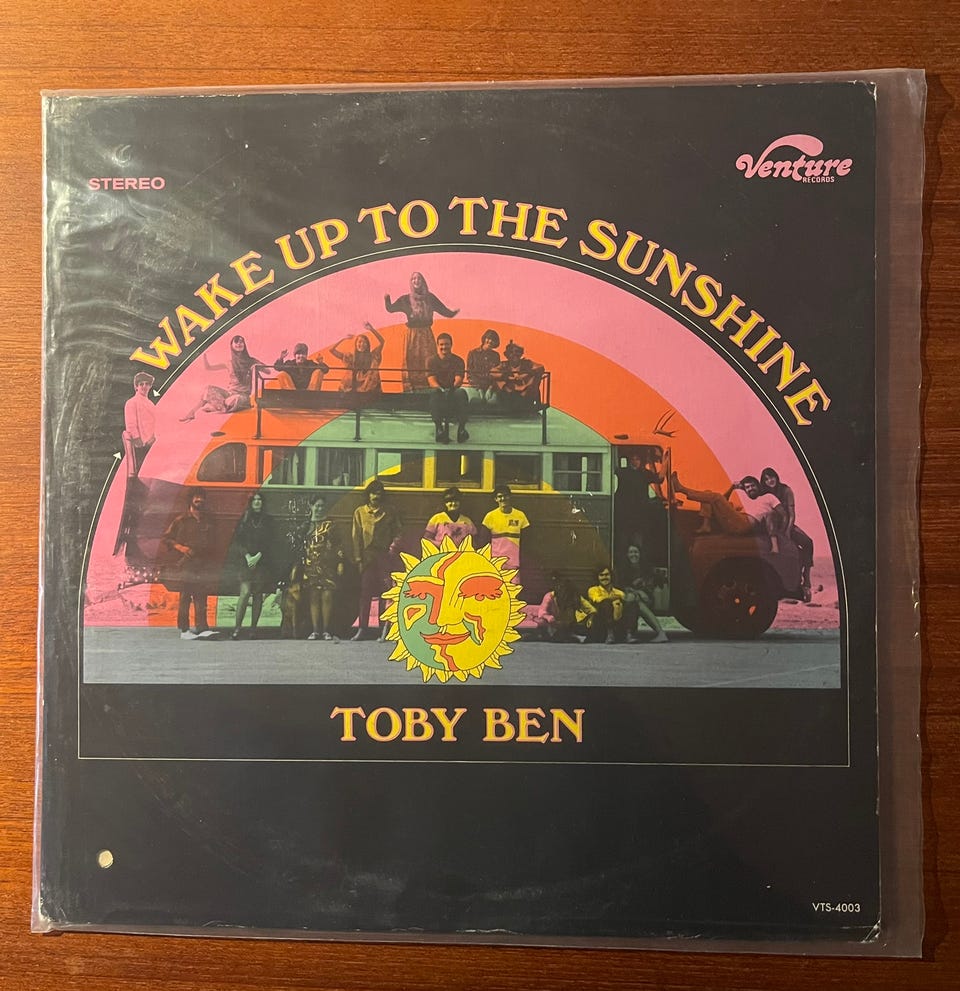 STEREO
Venture
RECORDS
WAKE UP TO THE SUNSHINE
TOBY BEN
VTS-4003